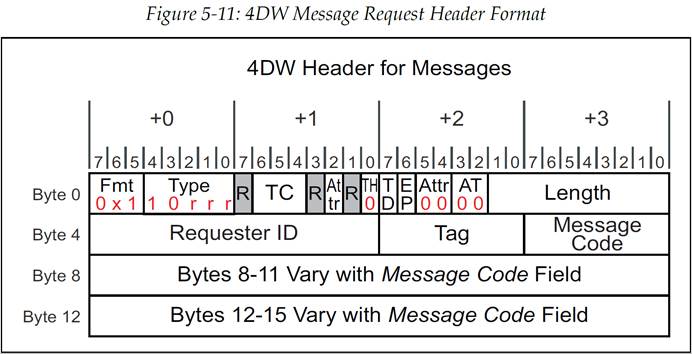 Figure 5-11: 4DW Message Request Header Format
4DW Header for Messages
+0 +1 +2 +3
7 6 5 4 3 2 1 0 7 6 5 4 3 2 1 0 7 6 5 4 3 2 1 0 7 6 5 4 3 2 1 0
Byte 0
Fmt
0 x 1
Type
1 0 r r r
R
TC
R
At
tr
R
TH
0
T
D
E
P
Attr
0 0
AT
0 0
Length
Byte 4
Requester ID
Tag
Message
Code
Byte 8
Bytes 8-11 Vary with Message Code Field
Byte 12
Bytes 12-15 Vary with Message Code Field